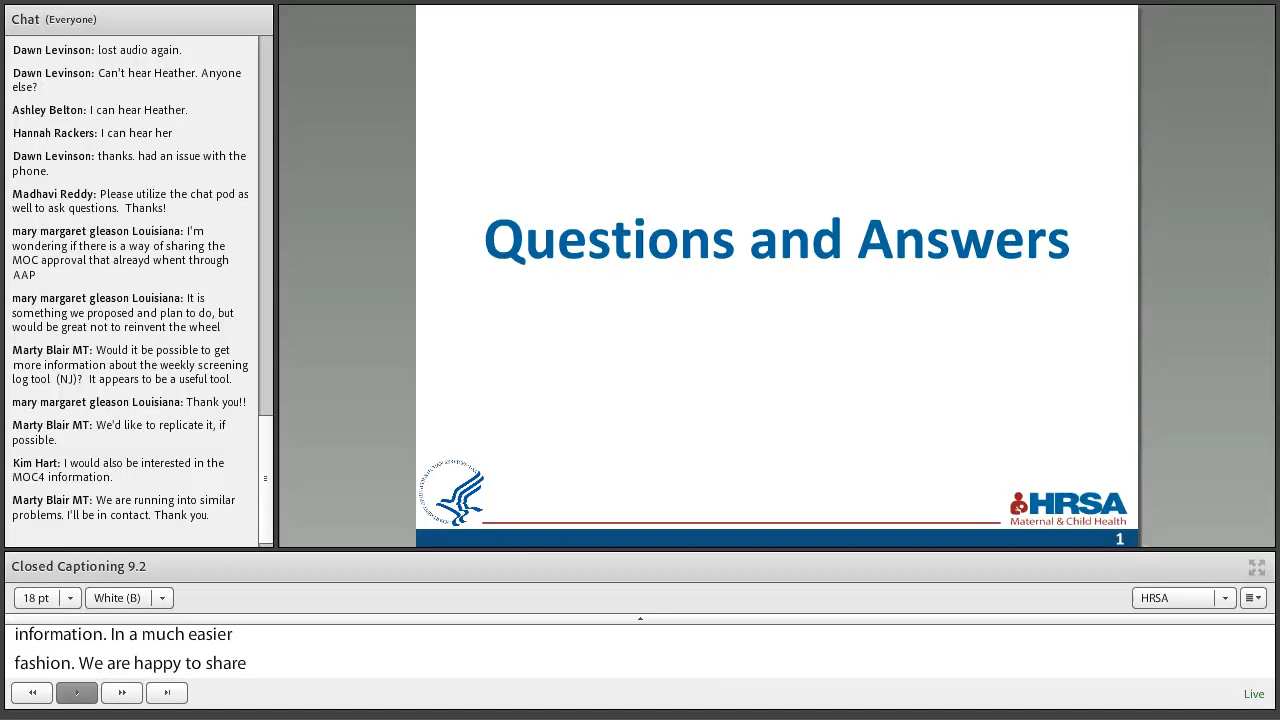 Chat (Everyone)
Dawn Levinson: lost audio again.
Dawn Levinson: Can't hear Heather. Anyone
else?
Ashley Belton: I can hear Heather.
Hannah Rackers: I can hear her
Dawn Levinson: thanks. had an issue with the
phone.
Madhavi Reddy: Please utilize the chat pod as
well to ask questions. Thanks!
mary margaret gleason Louisiana: I'm
wondering if there is a way of sharing the
MOC approval that alreayd whent through
AAP
mary margaret gleason Louisiana: It is
something we proposed and plan to do, but
would be great not to reinvent the wheel
Marty Blair MT: Would it be possible to get
more information about the weekly screening
log tool (NJ)? It appears to be a useful tool.
mary margaret gleason Louisiana: Thank you!!
Marty Blair MT: We'd like to replicate it, if
possible.
Kim Hart: I would also be interested in the
MOC4 information.
Marty Blair MT: We are running into similar
problems. I'll be in contact. Thank you.
Questions and Answers
HRSA
Maternal & Child Health
1
Closed Captioning 9.2
18 pt
White (B)
HRSA
information. In a much easier
fashion. We are happy to share
Live